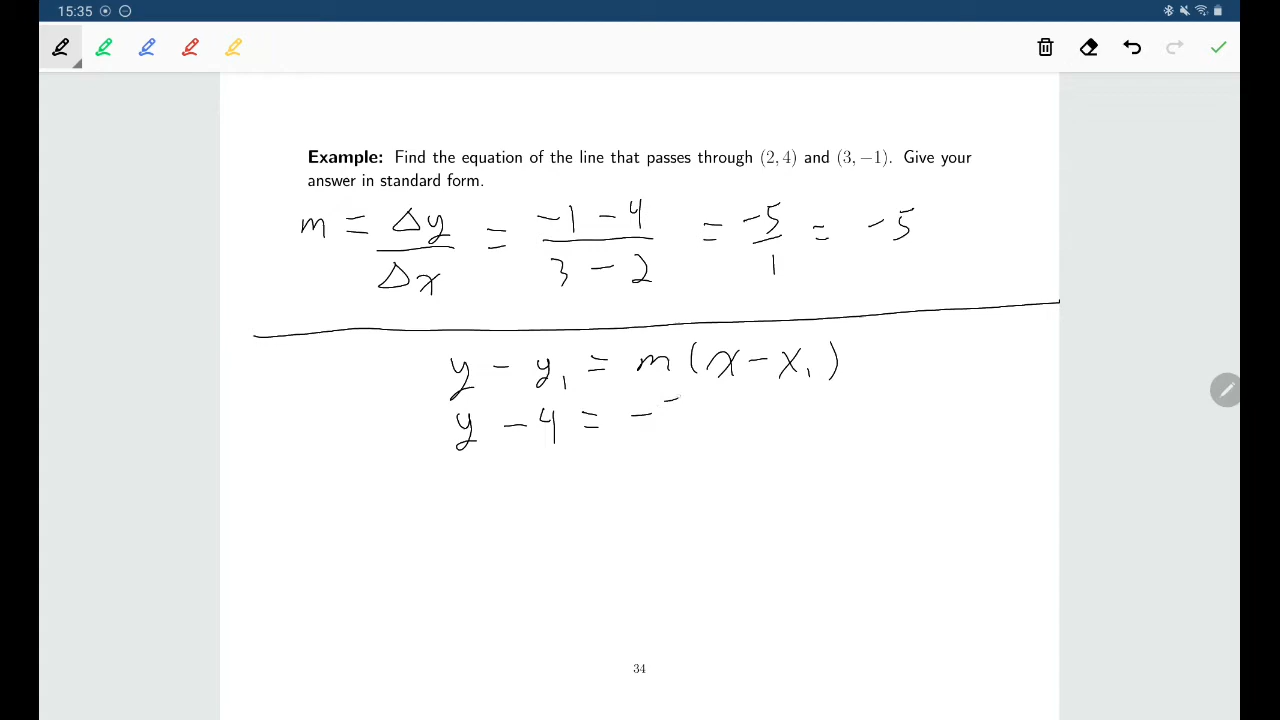 15:35
Example: Find the equation of the line that passes through (2, 4) and (3, −1). Give your
answer in standard form.
m = Δy/Δx = (-1 - 4)/(3 - 2) = -5/1 = -5
y - y₁ = m(x - x₁)
y - 4 = -
34